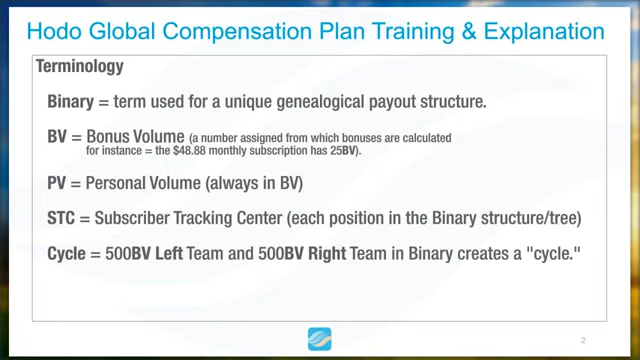 Hodo Global Compensation Plan Training & Explanation
Terminology
Binary = term used for a unique genealogical payout structure.
BV = Bonus Volume (a number assigned from which bonuses are calculated
for instance = the $48.88 monthly subscription has 25BV).
PV = Personal Volume (always in BV)
STC = Subscriber Tracking Center (each position in the Binary structure/tree)
Cycle = 500BV Left Team and 500BV Right Team in Binary creates a "cycle."
2